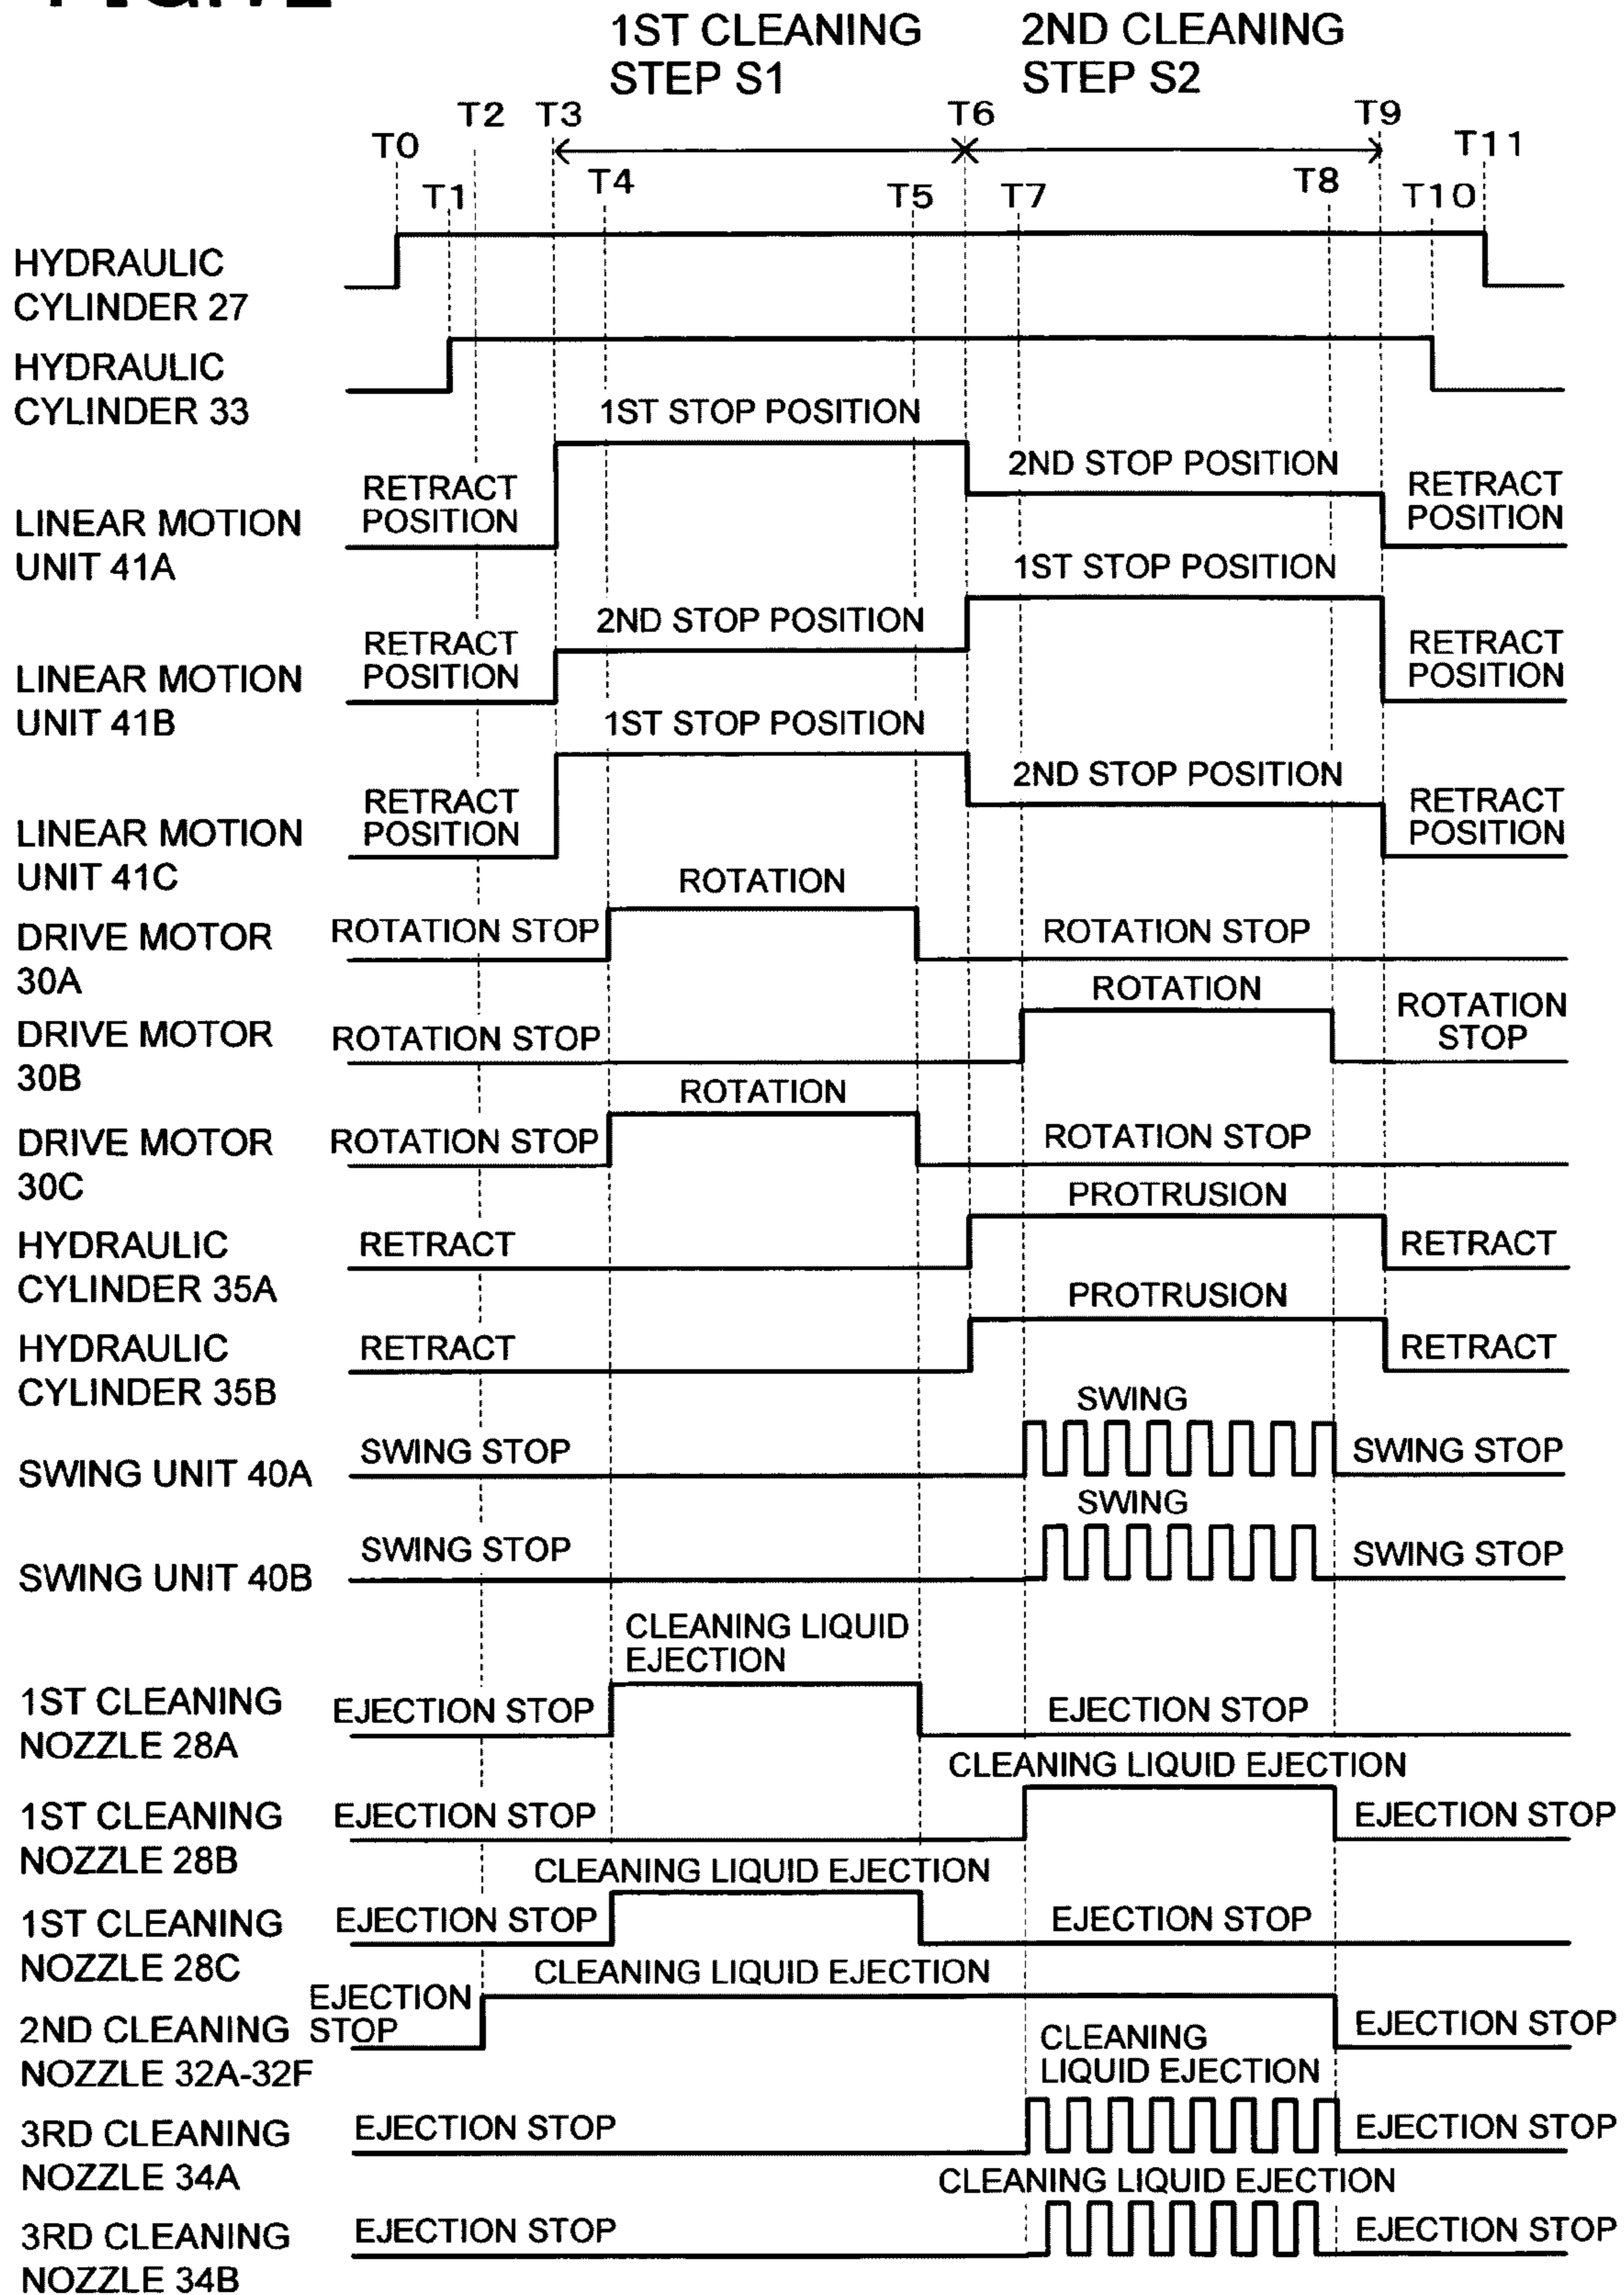 1ST CLEANING 2ND CLEANING
STEP S1 STEP S2
T2 T3 T6 T9
T0 T11
T4 T8
T1 T5 T7 T10
HYDRAULIC
CYLINDER 27
HYDRAULIC
CYLINDER 33
1ST STOP POSITION
2ND STOP POSITION
RETRACT
POSITION
RETRACT
POSITION
LINEAR MOTION
UNIT 41A
1ST STOP POSITION
2ND STOP POSITION
RETRACT
POSITION
RETRACT
POSITION
LINEAR MOTION
UNIT 41B
1ST STOP POSITION
2ND STOP POSITION
RETRACT
POSITION
RETRACT
POSITION
LINEAR MOTION
UNIT 41C
ROTATION
DRIVE MOTOR
30A
ROTATION STOP
ROTATION STOP
ROTATION
DRIVE MOTOR
30B
ROTATION STOP
ROTATION
STOP
ROTATION
DRIVE MOTOR
30C
ROTATION STOP
ROTATION STOP
PROTRUSION
HYDRAULIC
CYLINDER 35A
RETRACT
RETRACT
PROTRUSION
HYDRAULIC
CYLINDER 35B
RETRACT
RETRACT
SWING
SWING UNIT 40A
SWING STOP
SWING STOP
SWING
SWING UNIT 40B
SWING STOP
SWING STOP
CLEANING LIQUID
EJECTION
1ST CLEANING
NOZZLE 28A
EJECTION STOP
EJECTION STOP
CLEANING LIQUID EJECTION
1ST CLEANING
NOZZLE 28B
EJECTION STOP
EJECTION STOP
CLEANING LIQUID EJECTION
1ST CLEANING
NOZZLE 28C
EJECTION STOP
EJECTION STOP
CLEANING LIQUID EJECTION
EJECTION
STOP
2ND CLEANING
NOZZLE 32A-32F
EJECTION STOP
CLEANING
LIQUID EJECTION
3RD CLEANING
NOZZLE 34A
EJECTION STOP
EJECTION STOP
CLEANING LIQUID EJECTION
3RD CLEANING
NOZZLE 34B
EJECTION STOP
EJECTION STOP